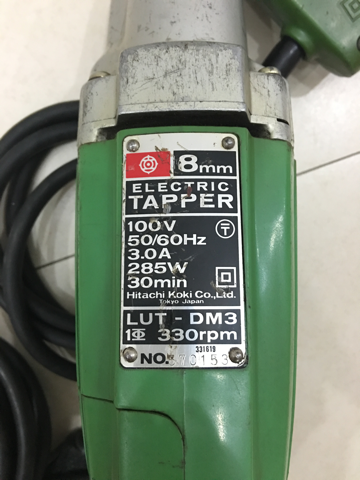 8mm
ELECTRIC
TAPPER
100V
50/60Hz
3.0A
285W
30min
Hitachi Koki Co.,Ltd.
Tokyo Japan
LUT - DM3
1Φ 330rpm
331619
NO.